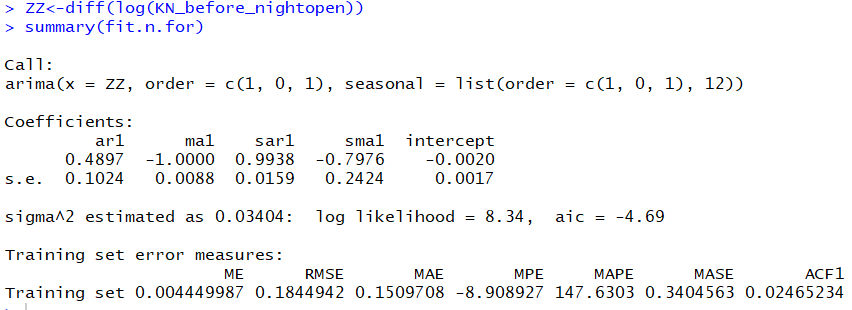 > ZZ<-diff(log(KN_before_nightopen))
> summary(fit.n.for)
Call:
arima(x = ZZ, order = c(1, 0, 1), seasonal = list(order = c(1, 0, 1), 12))
Coefficients:
ar1 ma1 sar1 sma1 intercept
0.4897 -1.0000 0.9938 -0.7976 -0.0020
s.e. 0.1024 0.0088 0.0159 0.2424 0.0017
sigma^2 estimated as 0.03404: log likelihood = 8.34, aic = -4.69
Training set error measures:
ME RMSE MAE MPE MAPE MASE ACF1
Training set 0.004449987 0.1844942 0.1509708 -8.908927 147.6303 0.3404563 0.02465234